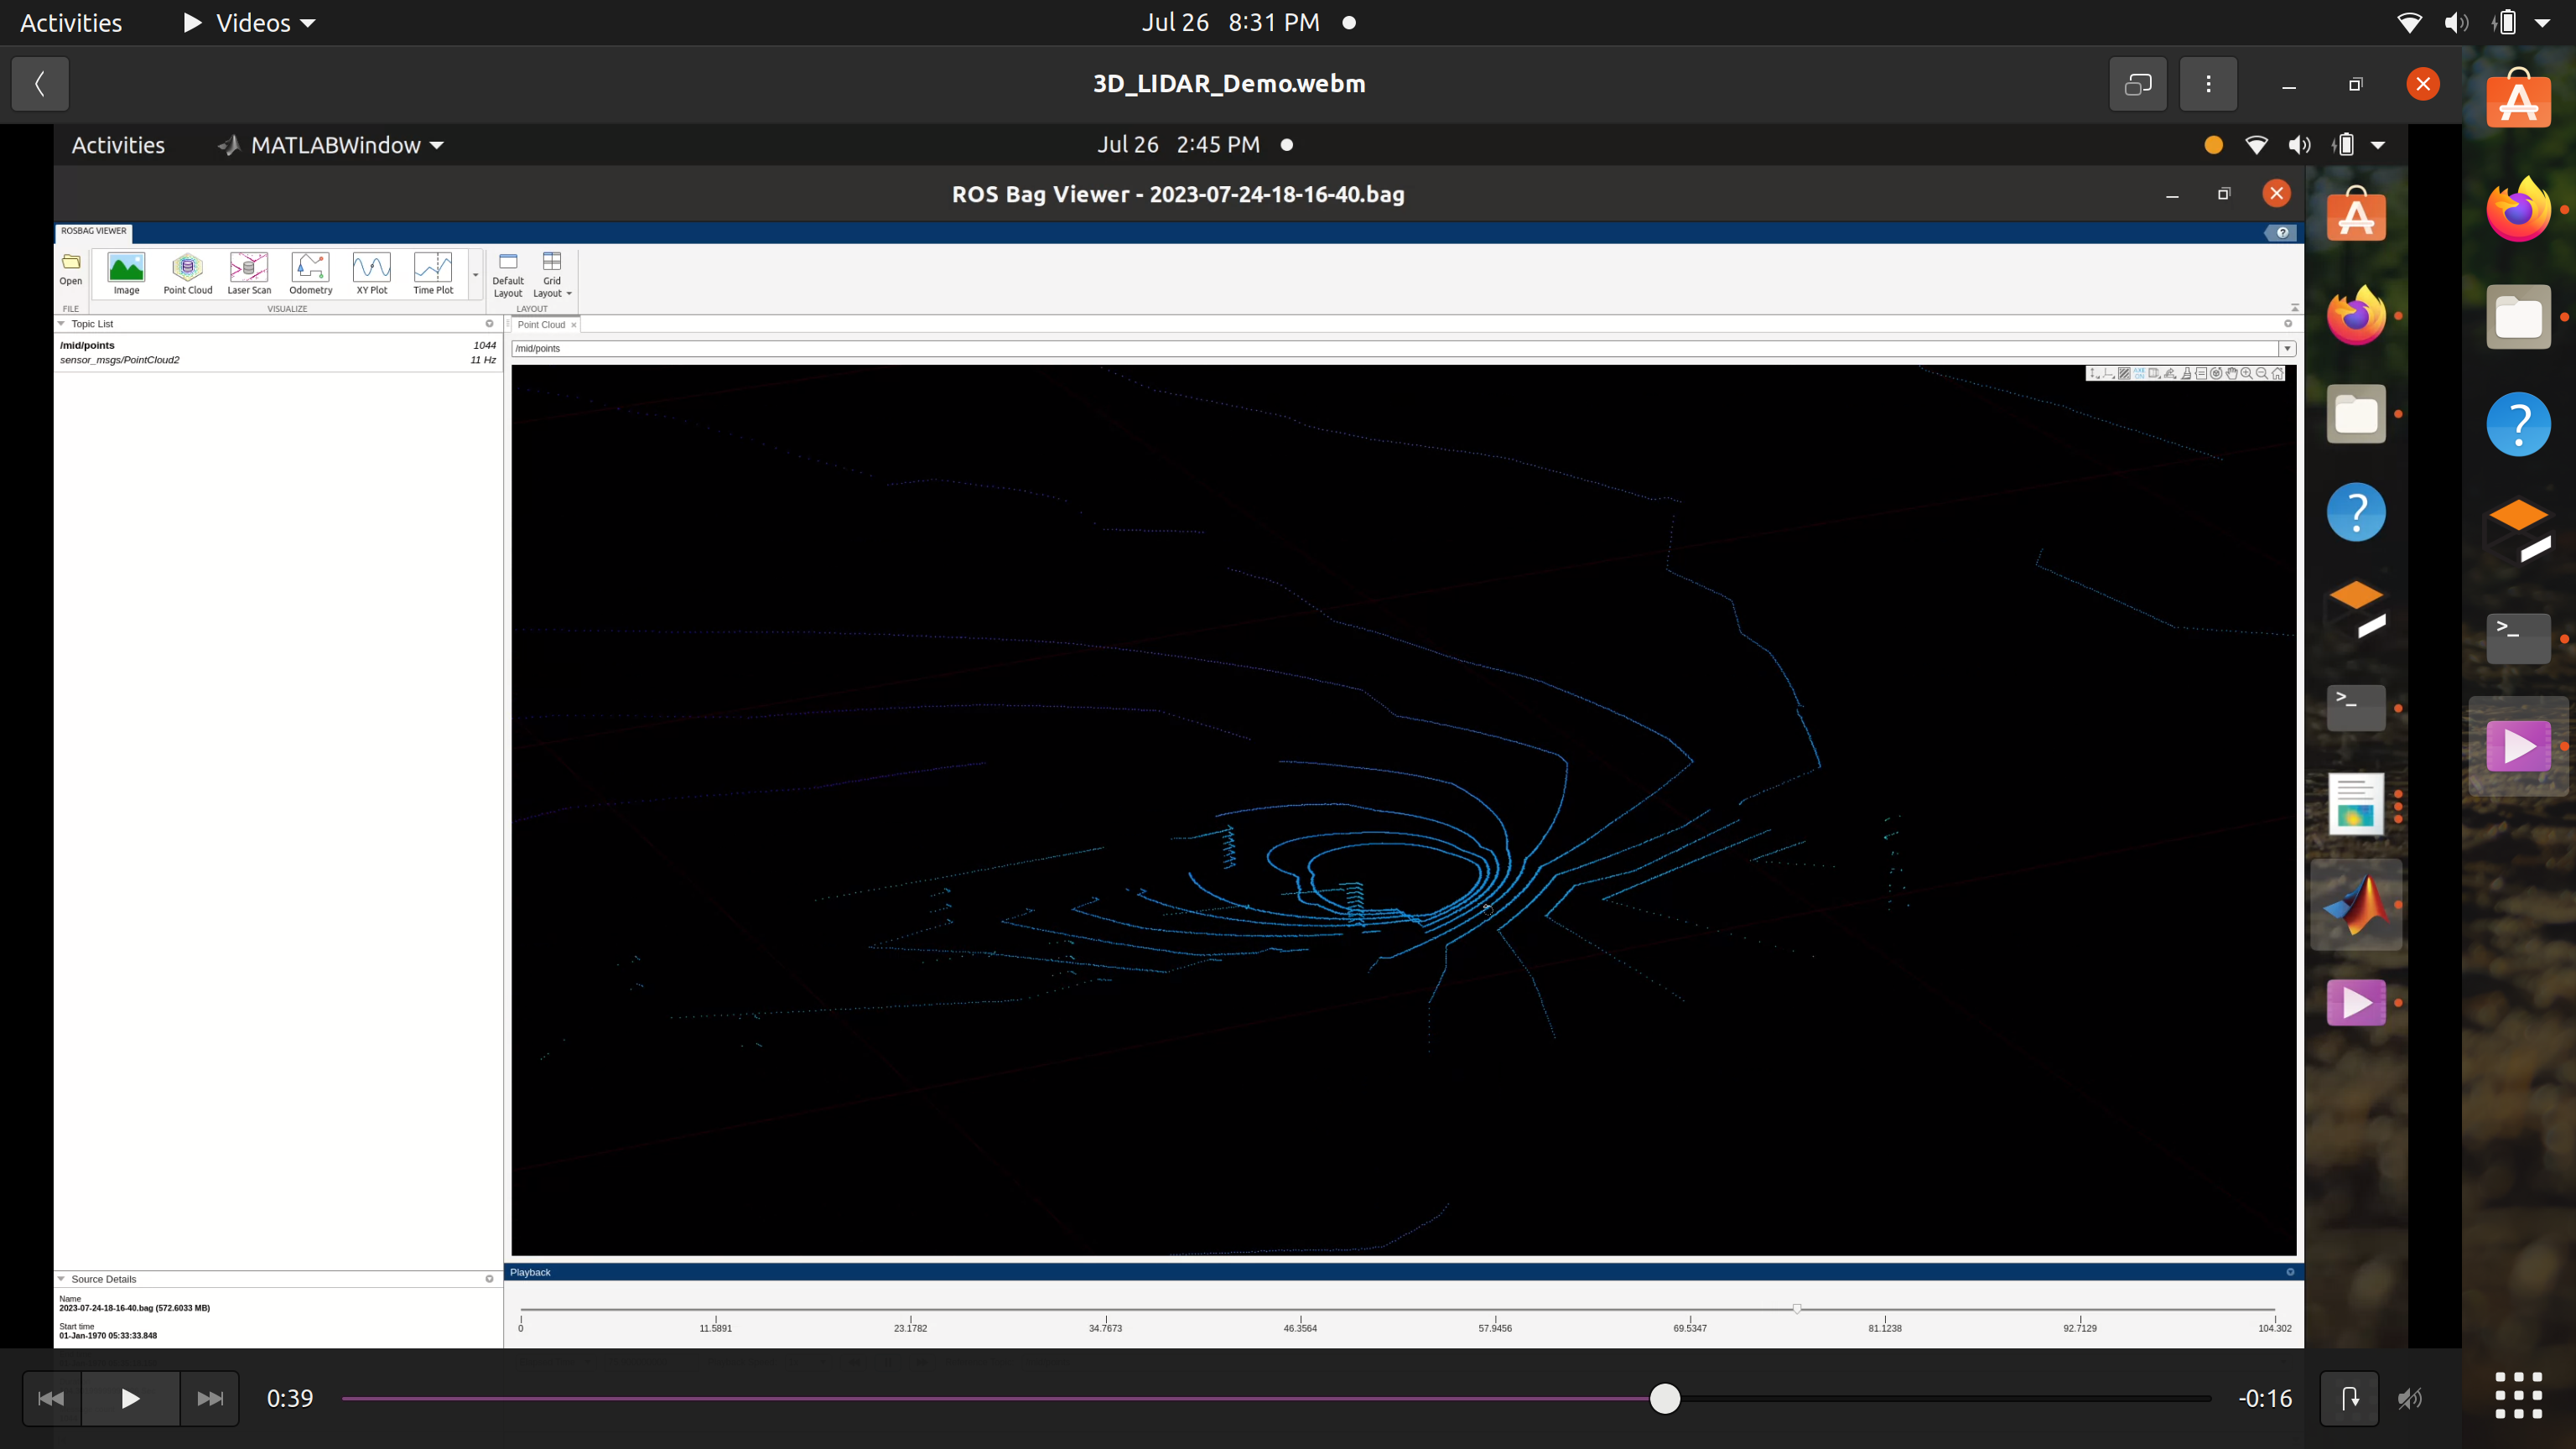 Activities Videos Jul 26 8:31 PM
3D_LIDAR_Demo.webm
Activities MATLABWindow Jul 26 2:45 PM
ROS Bag Viewer - 2023-07-24-18-16-40.bag
ROSBAG VIEWER
Open
Image Point Cloud Laser Scan Odometry XY Plot Time Plot
Default Layout
Grid Layout
FILE VISUALIZE LAYOUT
Topic List
Point Cloud
/mid/points 1044
sensor_msgs/PointCloud2 11 Hz
/mid/points
Source Details
Name
2023-07-24-18-16-40.bag (572.6033 MB)
Start time
01-Jan-1970 05:33:33.848
Playback
0 11.5891 23.1782 34.7673 46.3564 57.9456 69.5347 81.1238 92.7129 104.302
0:39 -0:16